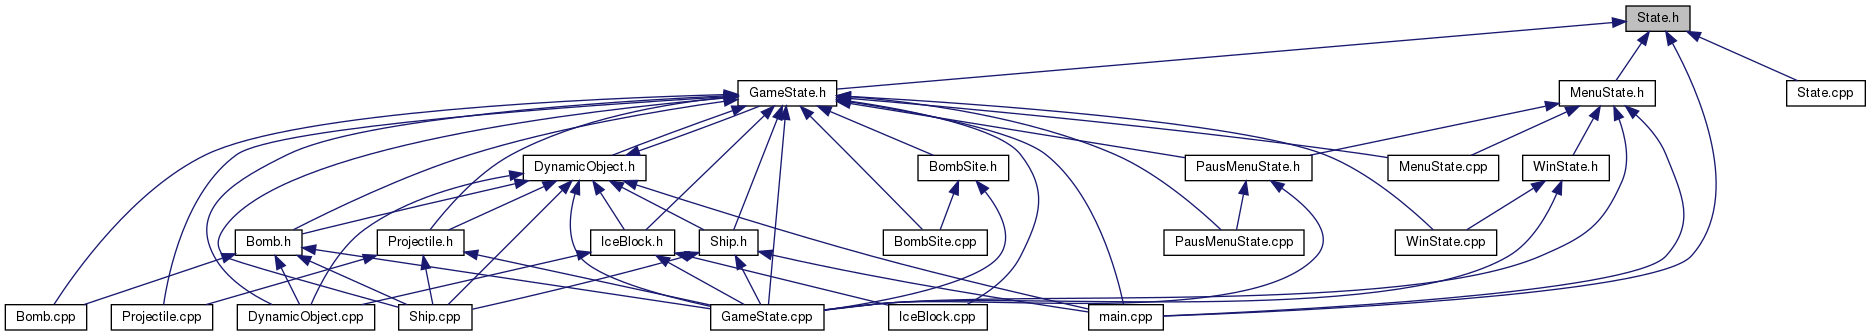 State.h
GameState.h
MenuState.h
State.cpp
DynamicObject.h
BombSite.h
PausMenuState.h
MenuState.cpp
WinState.h
Bomb.h
Projectile.h
IceBlock.h
Ship.h
BombSite.cpp
PausMenuState.cpp
WinState.cpp
Bomb.cpp
Projectile.cpp
DynamicObject.cpp
Ship.cpp
GameState.cpp
IceBlock.cpp
main.cpp